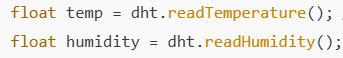 float temp = dht.readTemperature();
float humidity = dht.readHumidity();